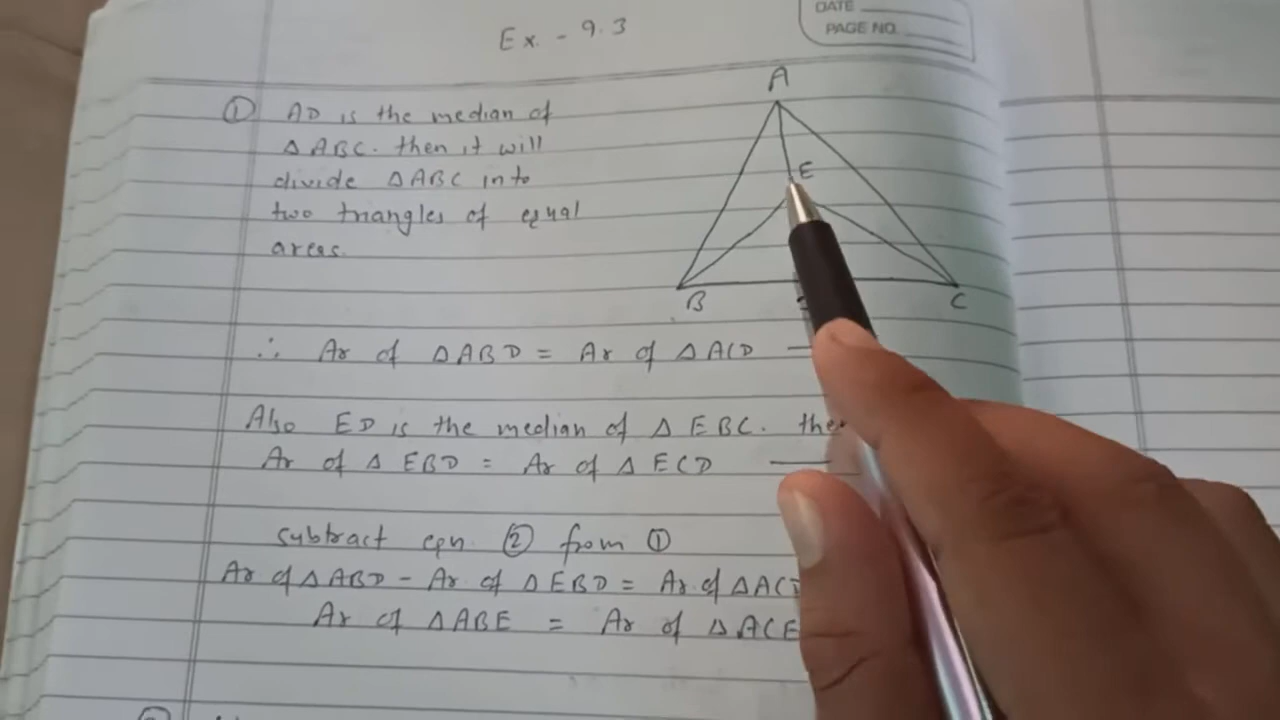 Ex. - 9.3
DATE
PAGE NO.
① AD is the median of
△ABC. then it will
divide △ABC into
two triangles of equal
areas.
A
E
B
C
∴ Ar of △ABD = Ar of △ACD —
Also ED is the median of △EBC.
Ar of △EBD = Ar of △ECD —
subtract eqn. ② from ①
Ar of △ABD - Ar of △EBD = Ar of
Ar of △ABE = Ar of △ACE